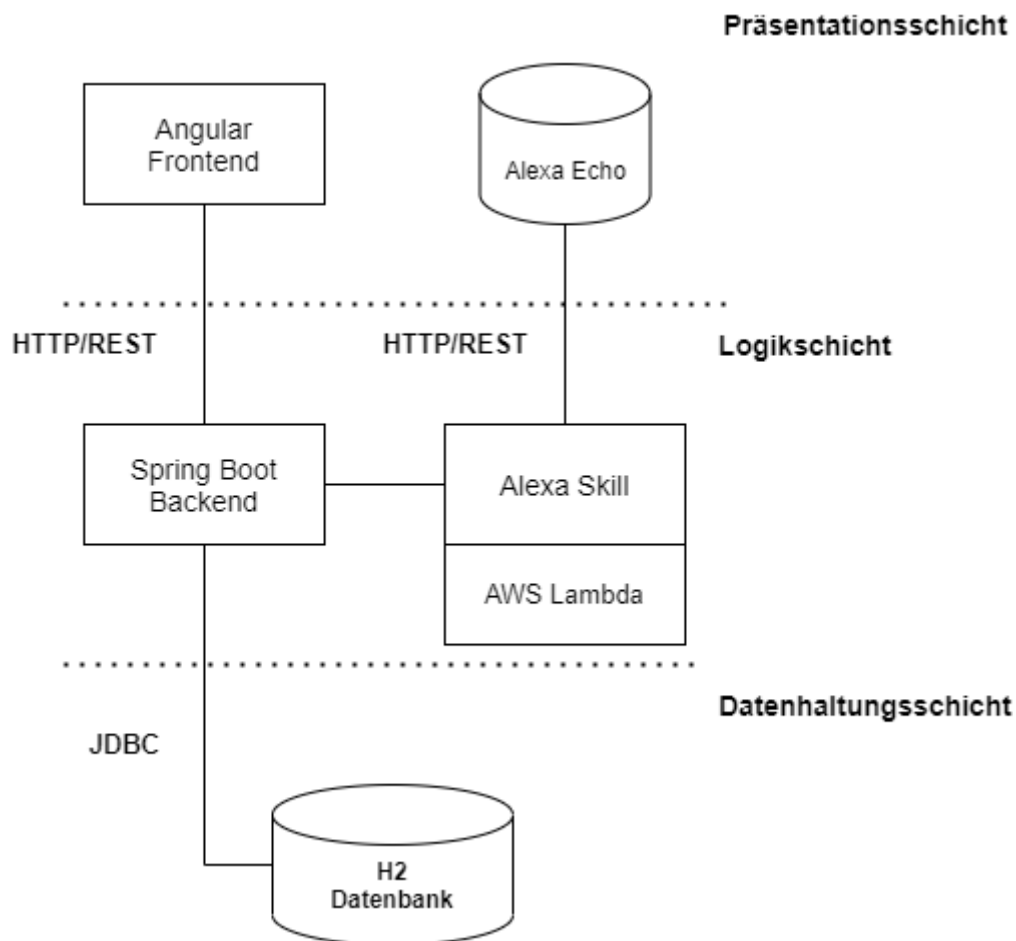 Präsentationsschicht
Angular
Frontend
Alexa Echo
HTTP/REST
HTTP/REST
Logikschicht
Spring Boot
Backend
Alexa Skill
AWS Lambda
Datenhaltungsschicht
JDBC
H2
Datenbank